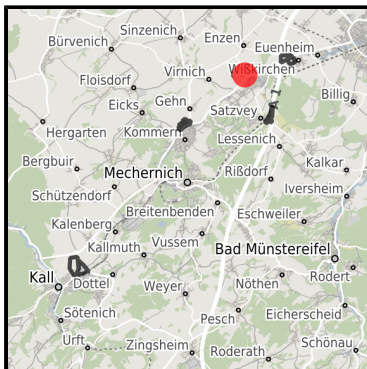 Sinzenich
Enzen
Bürvenich
Euenheim
Virnich
Wißkirchen
Floisdorf
Billig
Gehn
Eicks
Satzvey
A 1
Hergarten
Kommern
Lessenich
Bergbuir
Mechernich
Rißdorf
Kalkar
Schützendorf
Iversheim
Breitenbenden
Eschweiler
Kalenberg
Kallmuth
Vussem
Bad Münstereifel
Kall
Dottel
Weyer
Nöthen
Rodert
Sötenich
Pesch
Eicherscheid
Urft
Zingsheim
Roderath
Schönau